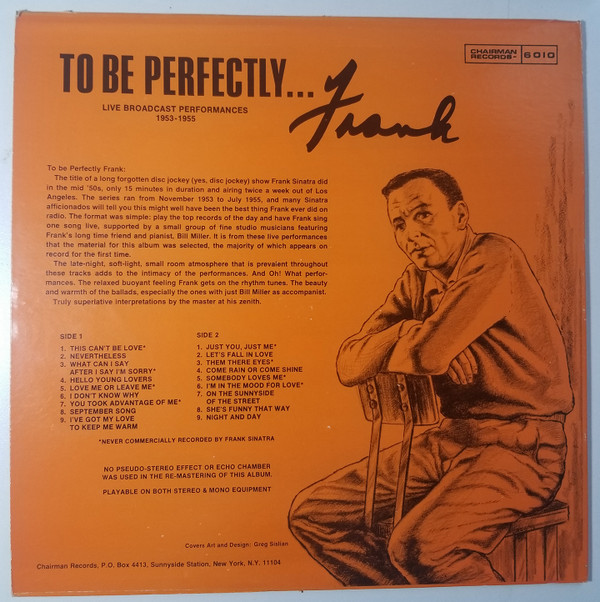 CHAIRMAN RECORDS- 6010
TO BE PERFECTLY... Frank
LIVE BROADCAST PERFORMANCES
1953-1955
To be Perfectly Frank:
The title of a long forgotten disc jockey (yes, disc jockey) show Frank Sinatra did
in the mid '50s, only 15 minutes in duration and airing twice a week out of Los
Angeles. The series ran from November 1953 to July 1955, and many Sinatra
afficionados will tell you this might well have been the best thing Frank ever did on
radio. The format was simple: play the top records of the day and have Frank sing
one song live, supported by a small group of fine studio musicians featuring
Frank's long time friend and pianist, Bill Miller. It is from these live performances
that the material for this album was selected, the majority of which appears on
record for the first time.
The late-night, soft-light, small room atmosphere that is prevaient throughout
these tracks adds to the intimacy of the performances. And Oh! What perfor-
mances. The relaxed buoyant feeling Frank gets on the rhythm tunes. The beauty
and warmth of the ballads, especially the ones with just Bill Miller as accompanist.
Truly superlative interpretations by the master at his zenith.
SIDE 1
1. THIS CAN'T BE LOVE*
2. NEVERTHELESS
3. WHAT CAN I SAY
AFTER I SAY I'M SORRY*
4. HELLO YOUNG LOVERS
5. LOVE ME OR LEAVE ME*
6. I DON'T KNOW WHY
7. YOU TOOK ADVANTAGE OF ME*
8. SEPTEMBER SONG
9. I'VE GOT MY LOVE
TO KEEP ME WARM
SIDE 2
1. JUST YOU, JUST ME*
2. LET'S FALL IN LOVE
3. THEM THERE EYES*
4. COME RAIN OR COME SHINE
5. SOMEBODY LOVES ME*
6. I'M IN THE MOOD FOR LOVE*
7. ON THE SUNNYSIDE
OF THE STREET
8. SHE'S FUNNY THAT WAY
9. NIGHT AND DAY
*NEVER COMMERCIALLY RECORDED BY FRANK SINATRA
NO PSEUDO-STEREO EFFECT OR ECHO CHAMBER
WAS USED IN THE RE-MASTERING OF THIS ALBUM.
PLAYABLE ON BOTH STEREO & MONO EQUIPMENT
Covers Art and Design: Greg Sislian
Chairman Records, P.O. Box 4413, Sunnyside Station, New York, N.Y. 11104